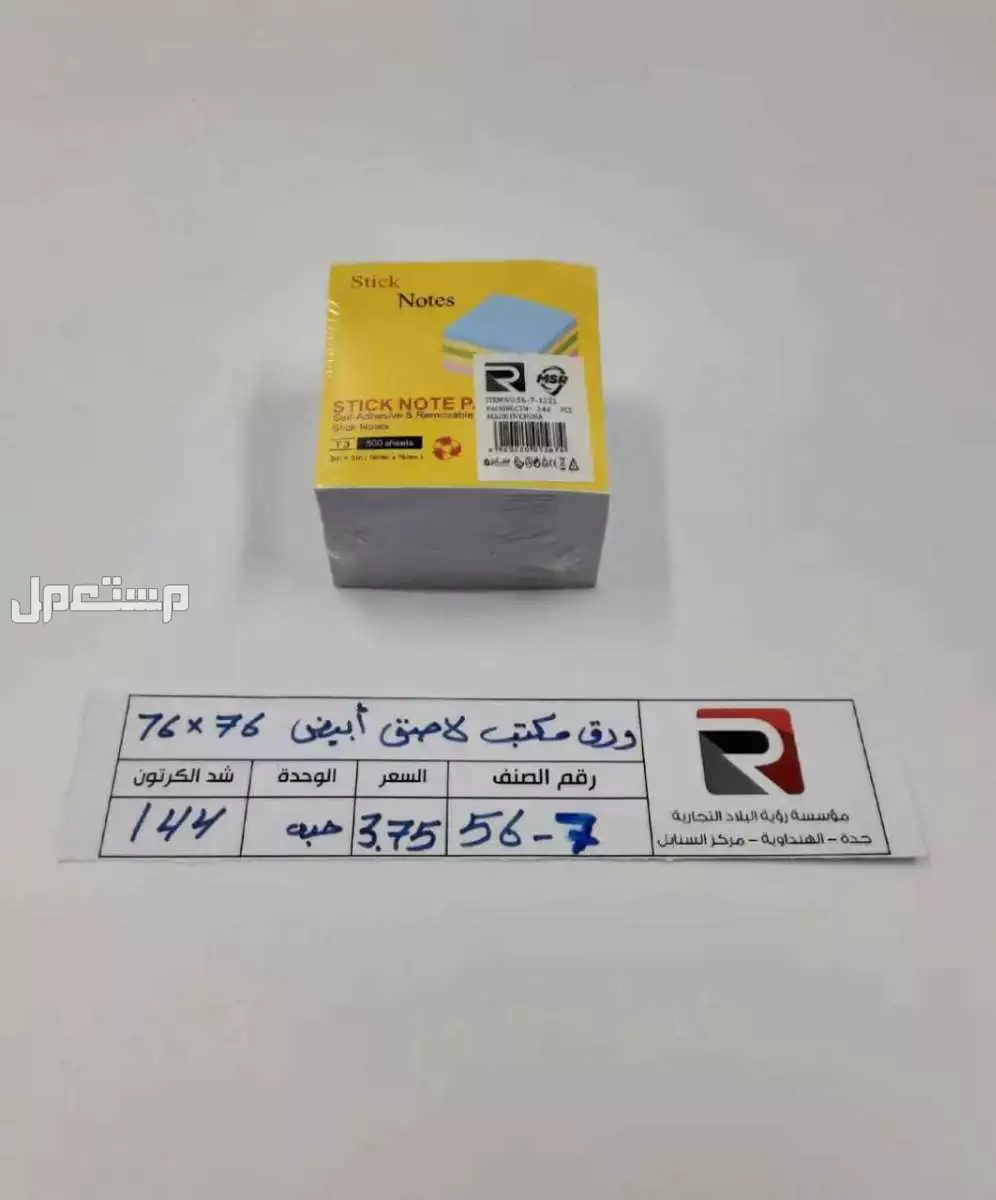 Stick
Notes
STICK NOTE P
Self-Adhesive & Removable
Stick Notes
500 sheets
R
MSR
MADE IN CHINA
مستعمل
ورق مكتب لاصق أبيض 76×76
رقم الصنف السعر الوحدة شد الكرتون
56-7 3.75 حبه 144
R
مؤسسة رؤية البلاد التجارية
جدة - الهنداوية - مركز السنابل